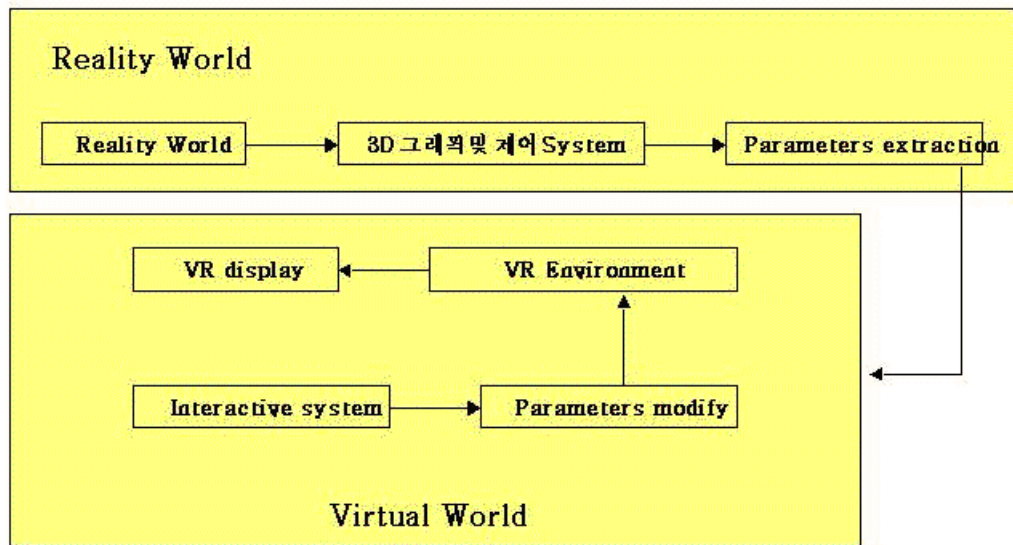 Reality World
Reality World
3D 그래픽및 제어 System
Parameters extraction
VR display
VR Environment
Interactive system
Parameters modify
Virtual World